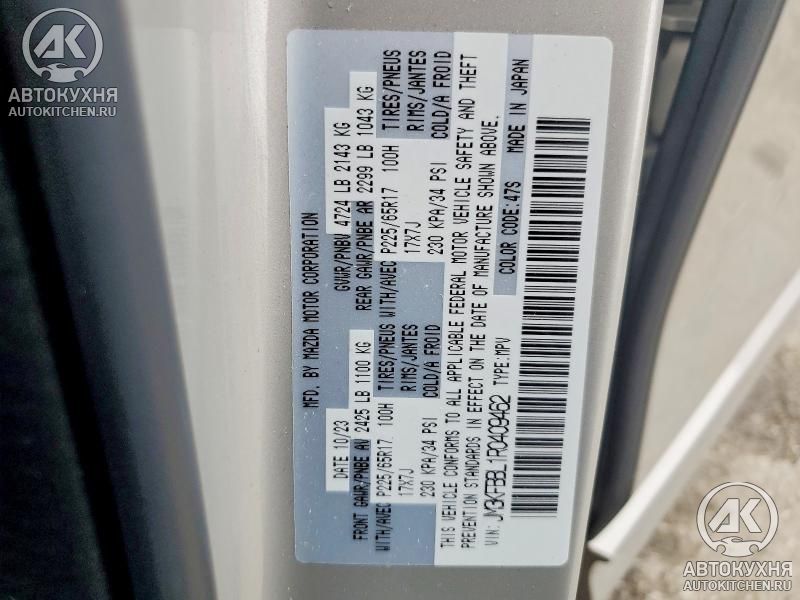 АК
АВТОКУХНЯ
AUTOKITCHEN.RU
MFD. BY MAZDA MOTOR CORPORATION
DATE 10/23 GVWR/PNBV 4724 LB 2143 KG
FRONT GAWR/PNBE AV 2425 LB 1100 KG REAR GAWR/PNBE AR 2299 LB 1043 KG
WITH/AVEC P225/65R17 100H TIRES/PNEUS WITH/AVEC P225/65R17 100H TIRES/PNEUS
17X7J RIMS/JANTES 17X7J RIMS/JANTES
230 KPA/34 PSI COLD/A FROID 230 KPA/34 PSI COLD/A FROID
THIS VEHICLE CONFORMS TO ALL APPLICABLE FEDERAL MOTOR VEHICLE SAFETY AND THEFT
PREVENTION STANDARDS IN EFFECT ON THE DATE OF MANUFACTURE SHOWN ABOVE.
VIN: JM3KFBBL1R0409462 TYPE:MPV COLOR CODE:47S MADE IN JAPAN
АК
АВТОКУХНЯ
AUTOKITCHEN.RU